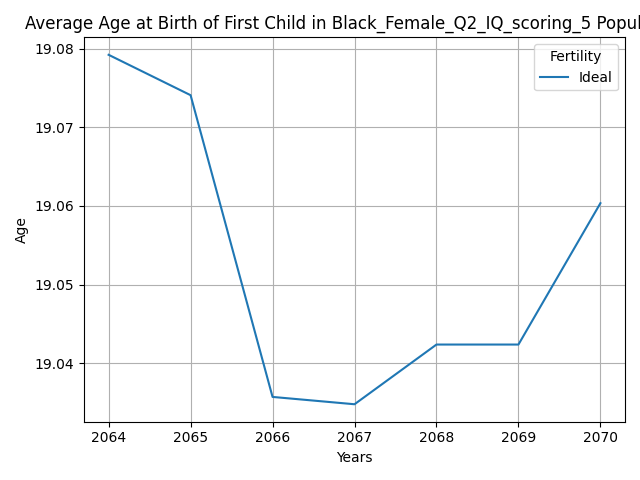 Average Age at Birth of First Child in Black_Female_Q2_IQ_scoring_5 Popul
19.08
19.07
19.06
19.05
19.04
Age
Fertility
Ideal
2064 2065 2066 2067 2068 2069 2070
Years